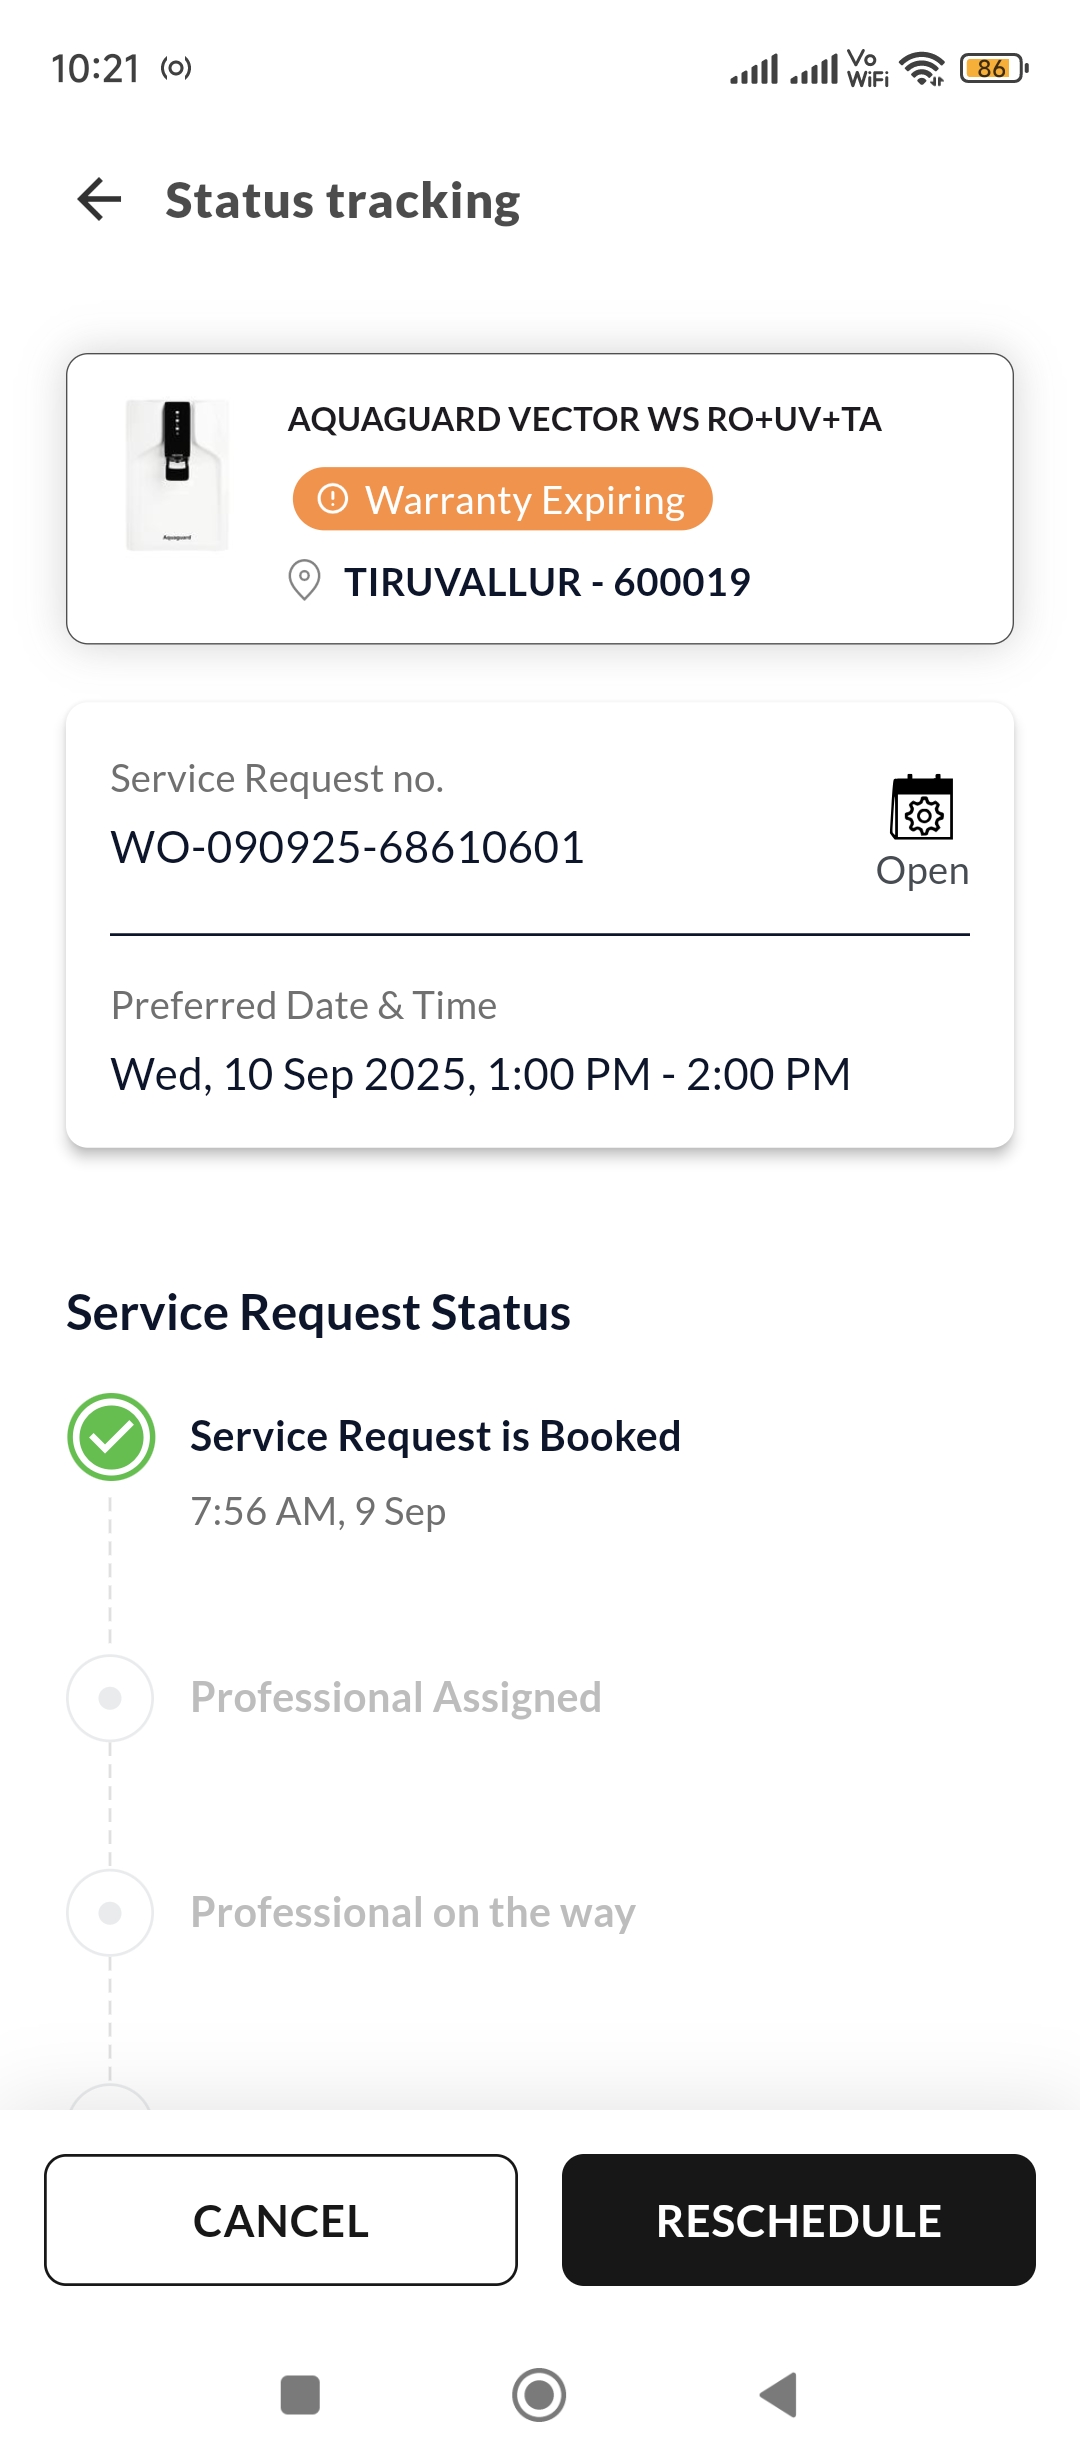 10:21
Vo
WiFi
86
Status tracking
AQUAGUARD VECTOR WS RO+UV+TA
Warranty Expiring
TIRUVALLUR - 600019
Aquaguard
Service Request no.
WO-090925-68610601
Open
Preferred Date & Time
Wed, 10 Sep 2025, 1:00 PM - 2:00 PM
Service Request Status
Service Request is Booked
7:56 AM, 9 Sep
Professional Assigned
Professional on the way
CANCEL
RESCHEDULE